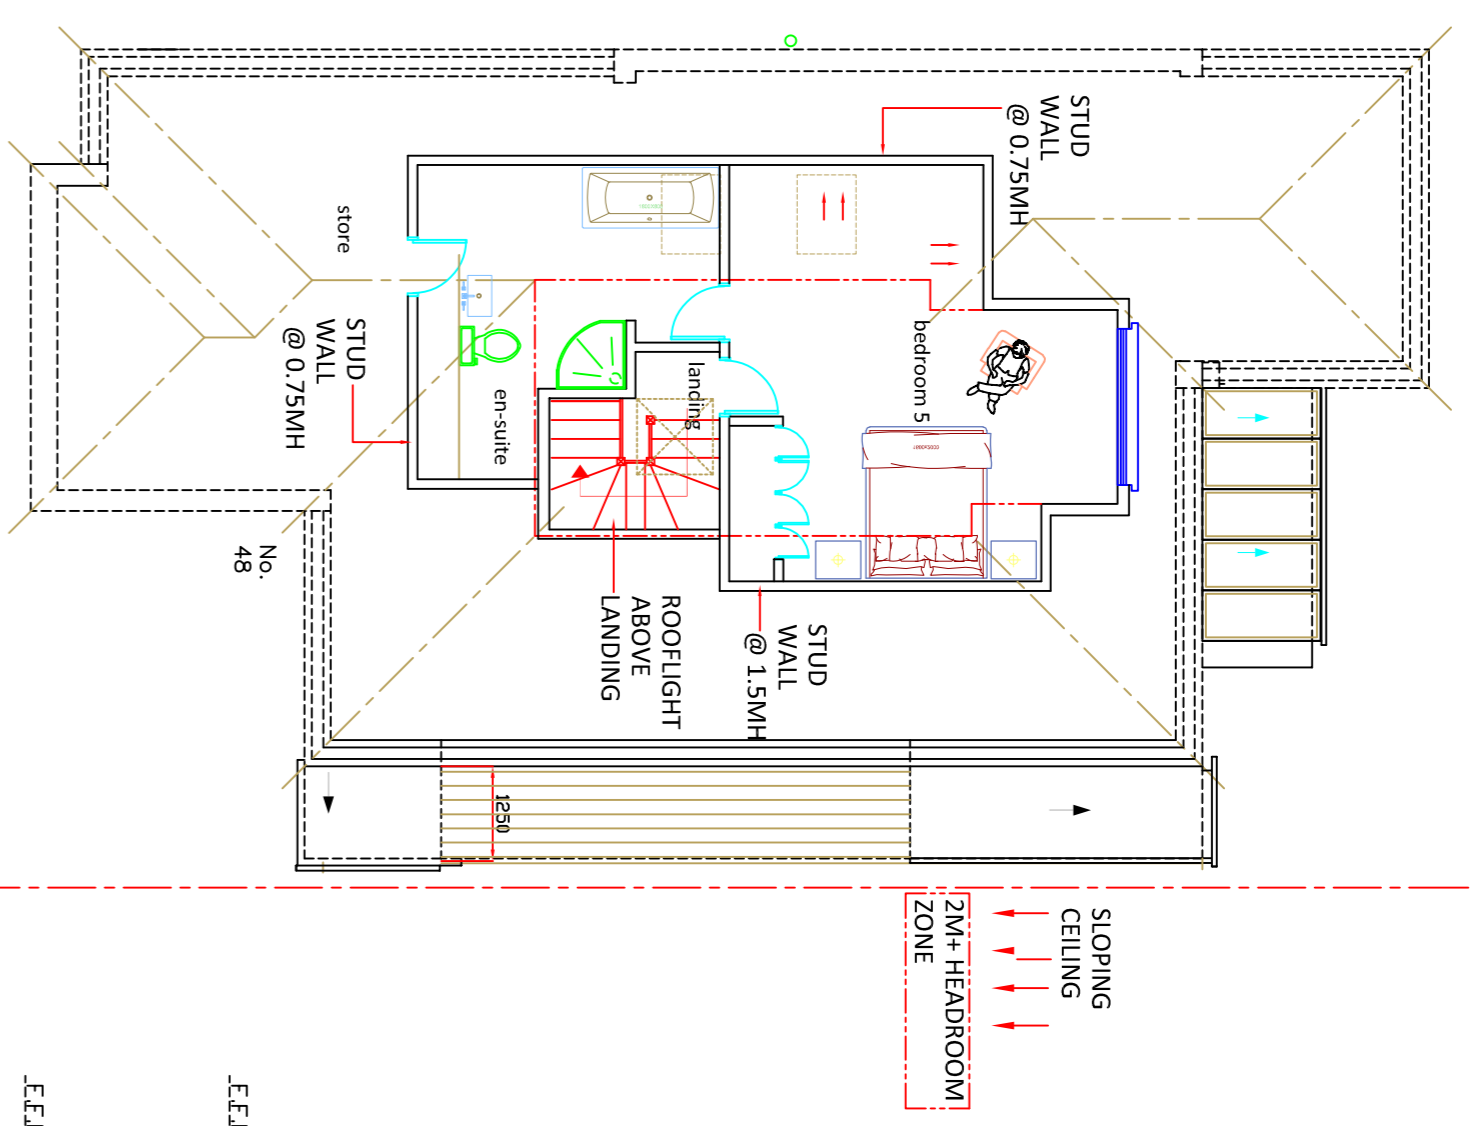 STUD
WALL
@ 0.75MH
store
STUD
WALL
@ 0.75MH
en-suite
landing
bedroom 5
No.
48
ROOFLIGHT
ABOVE
LANDING
STUD
WALL
@ 1.5MH
1250
SLOPING
CEILING
2M+ HEADROOM
ZONE